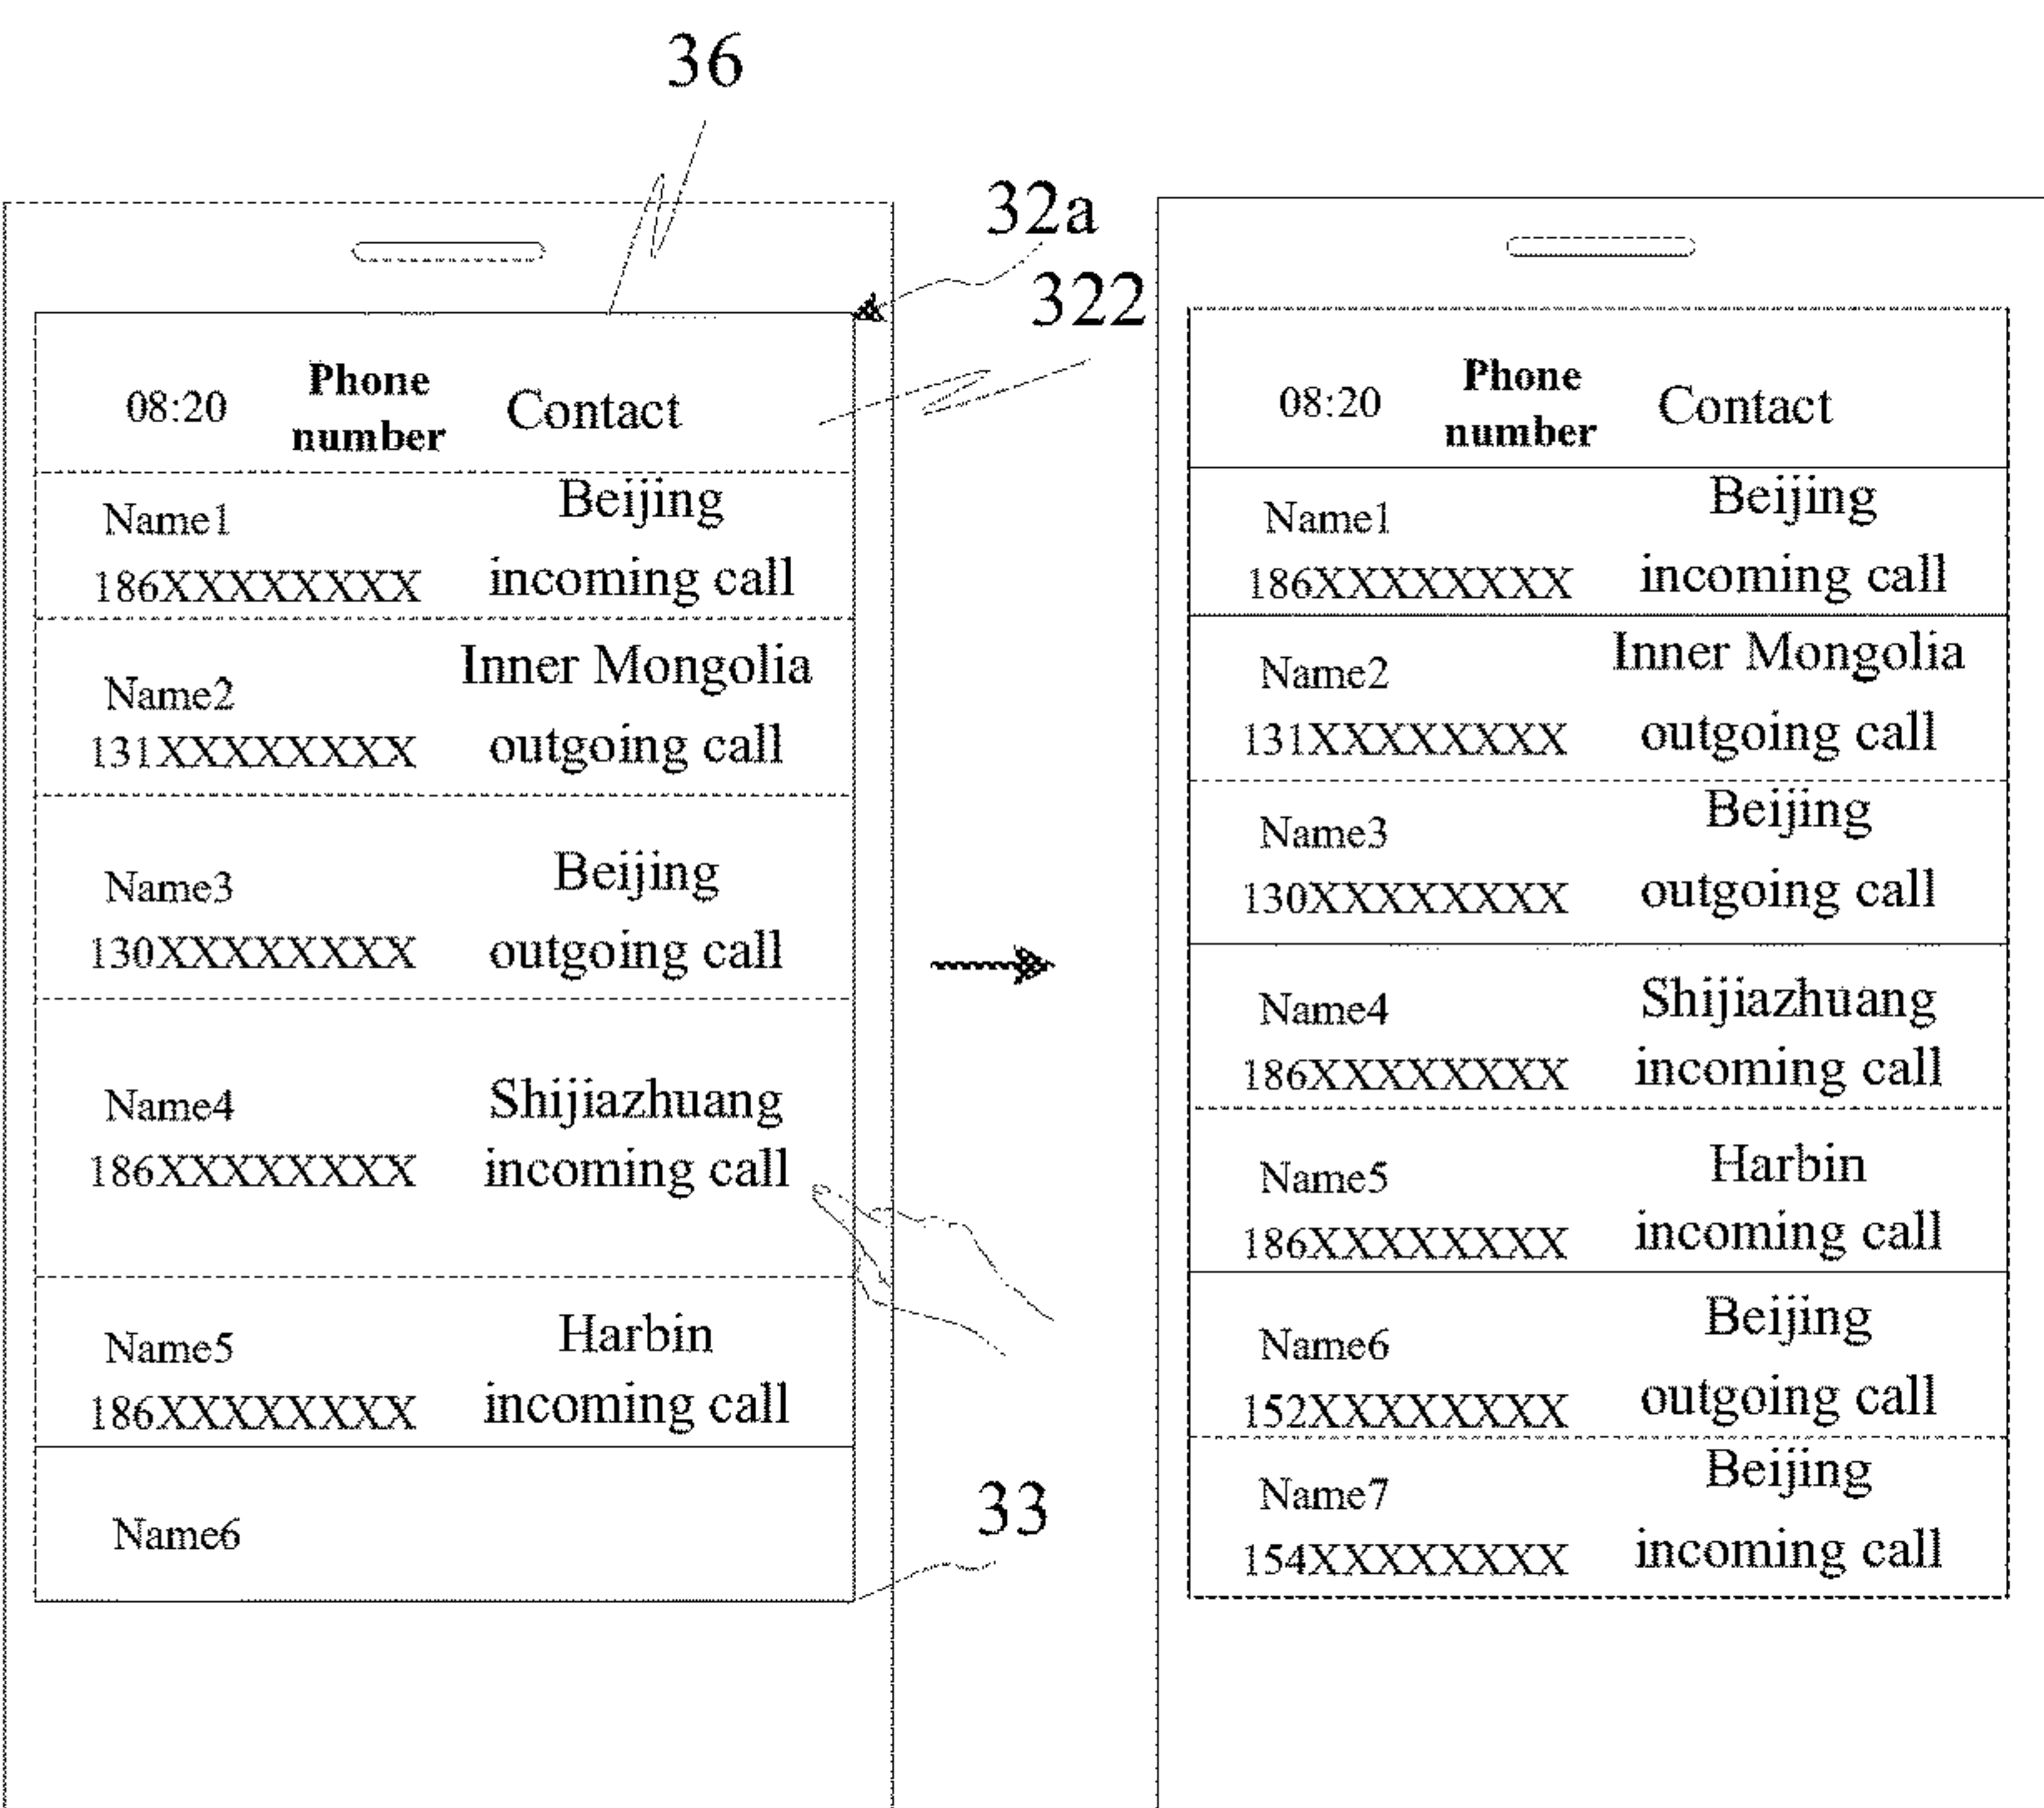 36
32a
322
08:20 Phone number Contact
Name1 Beijing
186XXXXXXXX incoming call
Name2 Inner Mongolia
131XXXXXXXX outgoing call
Name3 Beijing
130XXXXXXXX outgoing call
Name4 Shijiazhuang
186XXXXXXXX incoming call
Name5 Harbin
186XXXXXXXX incoming call
Name6
33
08:20 Phone number Contact
Name1 Beijing
186XXXXXXXX incoming call
Name2 Inner Mongolia
131XXXXXXXX outgoing call
Name3 Beijing
130XXXXXXXX outgoing call
Name4 Shijiazhuang
186XXXXXXXX incoming call
Name5 Harbin
186XXXXXXXX incoming call
Name6 Beijing
152XXXXXXXX outgoing call
Name7 Beijing
154XXXXXXXX incoming call